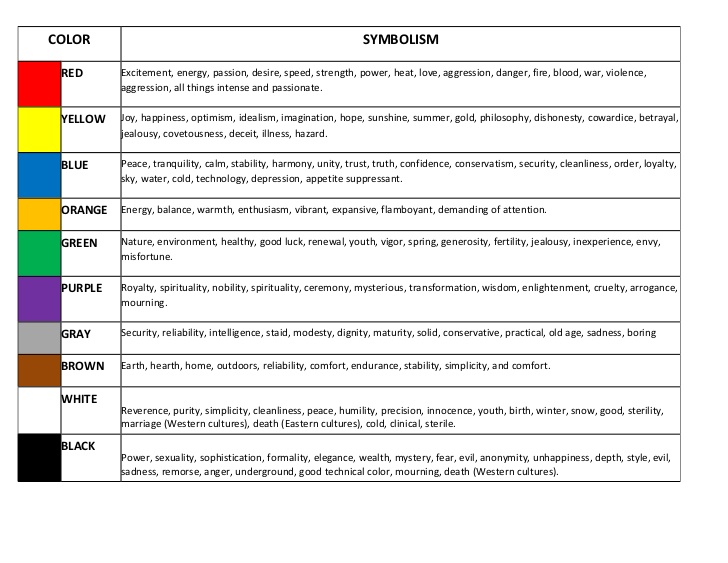 COLOR SYMBOLISM
RED Excitement, energy, passion, desire, speed, strength, power, heat, love, aggression, danger, fire, blood, war, violence,
aggression, all things intense and passionate.
YELLOW Joy, happiness, optimism, idealism, imagination, hope, sunshine, summer, gold, philosophy, dishonesty, cowardice, betrayal,
jealousy, covetousness, deceit, illness, hazard.
BLUE Peace, tranquility, calm, stability, harmony, unity, trust, truth, confidence, conservatism, security, cleanliness, order, loyalty,
sky, water, cold, technology, depression, appetite suppressant.
ORANGE Energy, balance, warmth, enthusiasm, vibrant, expansive, flamboyant, demanding of attention.
GREEN Nature, environment, healthy, good luck, renewal, youth, vigor, spring, generosity, fertility, jealousy, inexperience, envy,
misfortune.
PURPLE Royalty, spirituality, nobility, spirituality, ceremony, mysterious, transformation, wisdom, enlightenment, cruelty, arrogance,
mourning.
GRAY Security, reliability, intelligence, staid, modesty, dignity, maturity, solid, conservative, practical, old age, sadness, boring
BROWN Earth, hearth, home, outdoors, reliability, comfort, endurance, stability, simplicity, and comfort.
WHITE
Reverence, purity, simplicity, cleanliness, peace, humility, precision, innocence, youth, birth, winter, snow, good, sterility,
marriage (Western cultures), death (Eastern cultures), cold, clinical, sterile.
BLACK
Power, sexuality, sophistication, formality, elegance, wealth, mystery, fear, evil, anonymity, unhappiness, depth, style, evil,
sadness, remorse, anger, underground, good technical color, mourning, death (Western cultures).